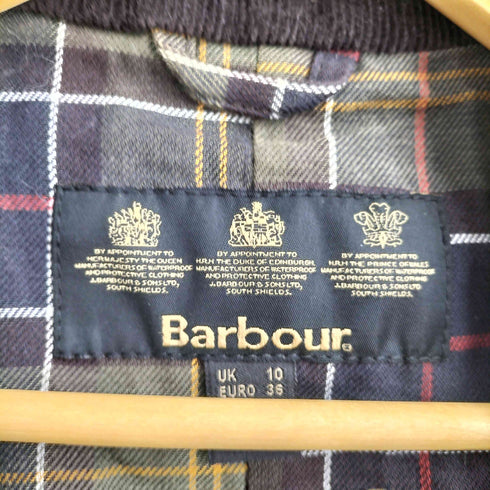 BY APPOINTMENT TO
HER MAJESTY THE QUEEN
MANUFACTURERS OF WATERPROOF
AND PROTECTIVE CLOTHING
J.BARBOUR & SONS LTD,
SOUTH SHIELDS.
BY APPOINTMENT TO
H.R.H. THE DUKE OF EDINBURGH
MANUFACTURERS OF WATERPROOF
AND PROTECTIVE CLOTHING
J.BARBOUR & SONS LTD,
SOUTH SHIELDS.
BY APPOINTMENT TO
H.R.H. THE PRINCE OF WALES
MANUFACTURERS OF WATERPROOF
AND PROTECTIVE CLOTHING
J.BARBOUR & SONS LTD,
SOUTH SHIELDS.
Barbour
UK 10
EURO 36